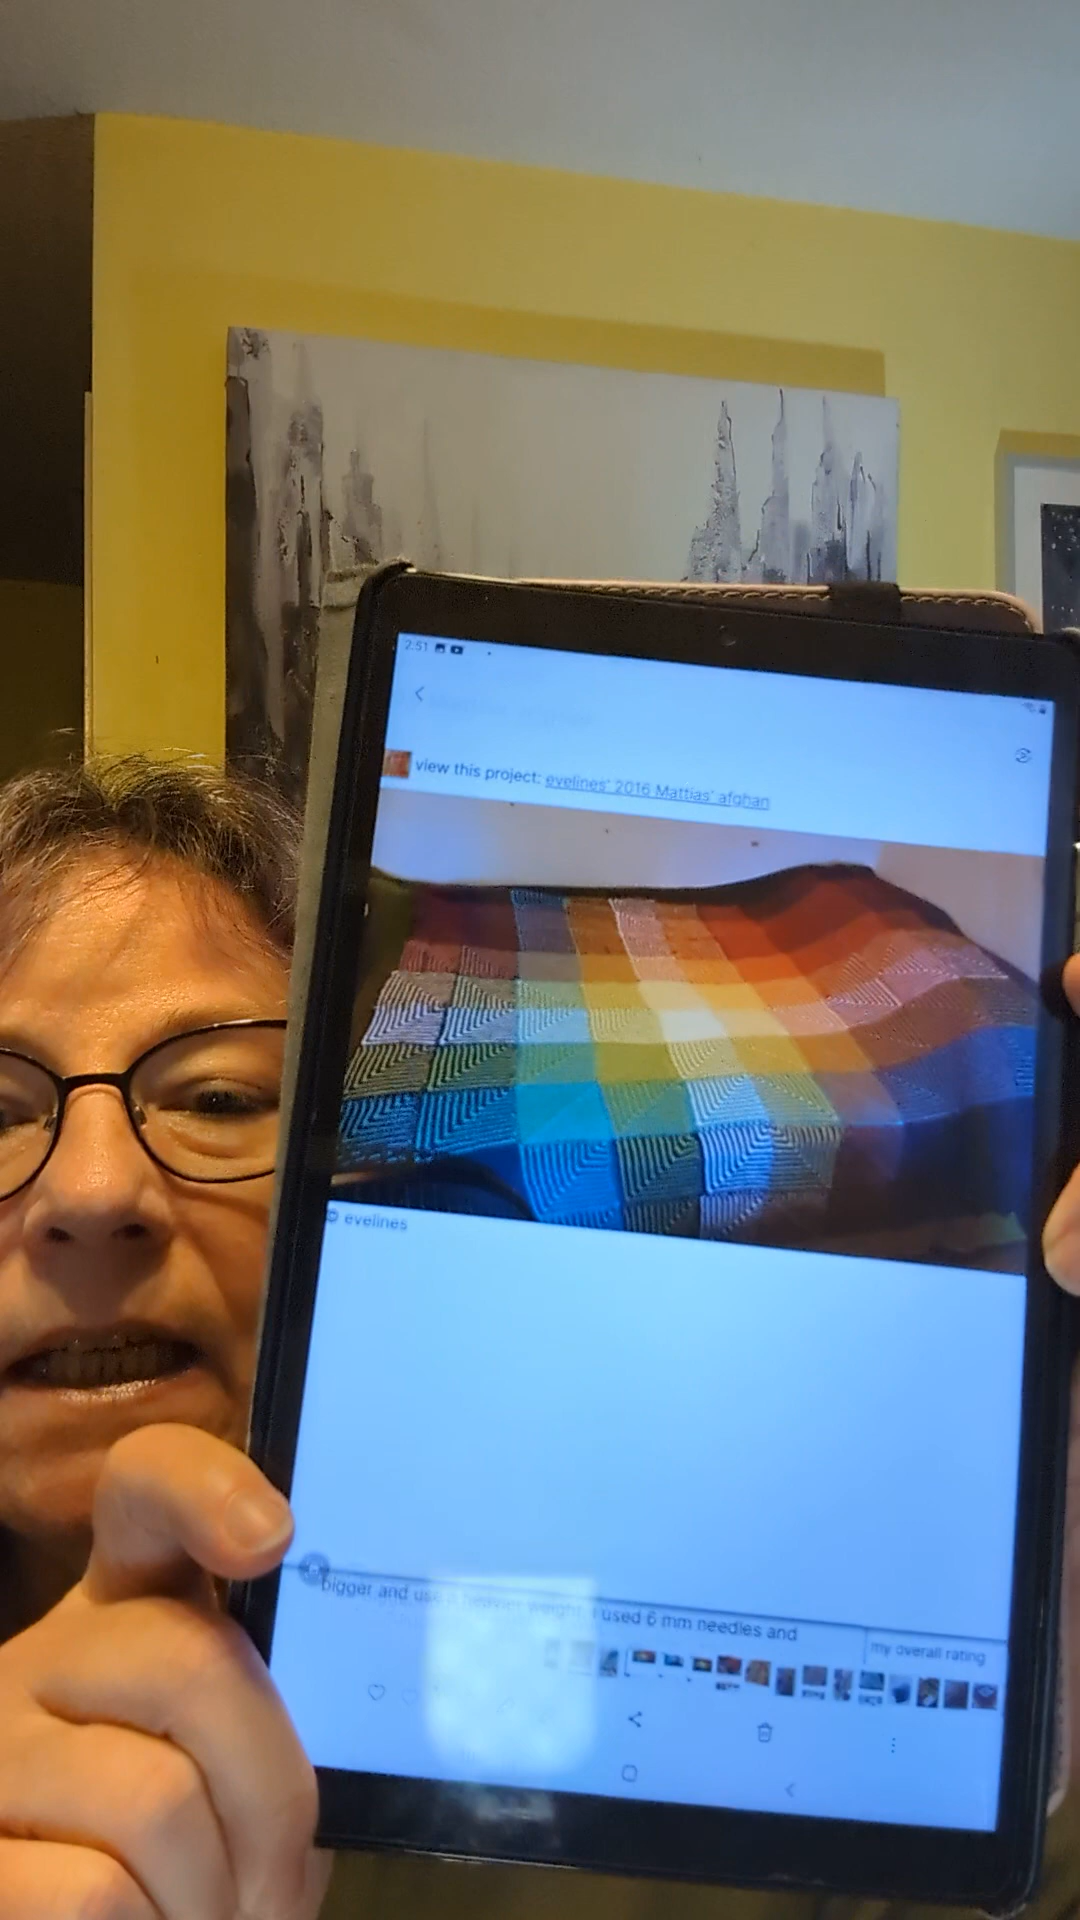 2:51
view this project: evelines' 2016 Mattias' afghan
© evelines
bigger and use a heavier weight. I used 6 mm needles and
my overall rating